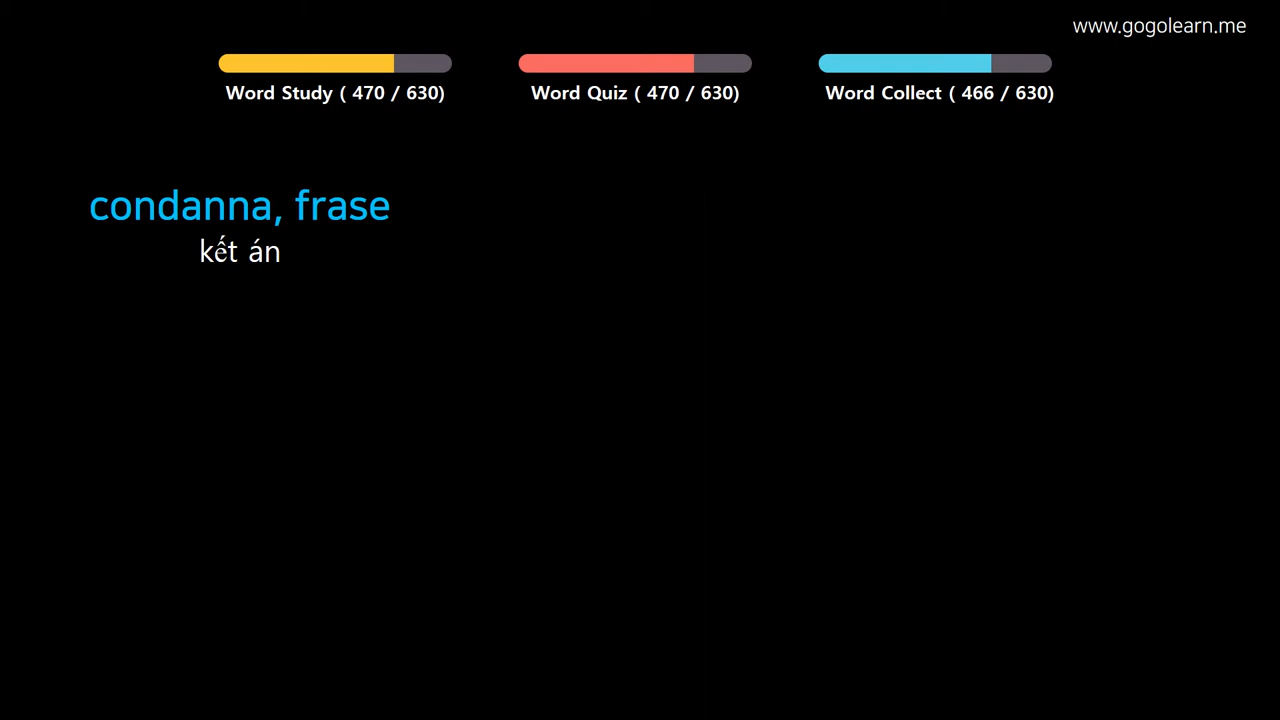 www.gogolearn.me
Word Study ( 470 / 630)
Word Quiz ( 470 / 630)
Word Collect ( 466 / 630)
condanna, frase
kết án